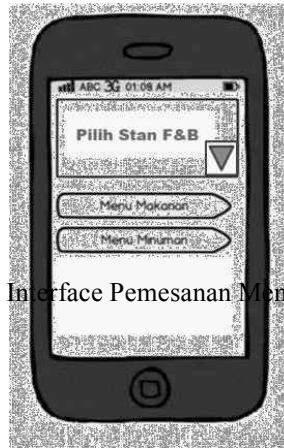 ABC 3G 01:08 AM
Pilih Stan F&B
Menu Makanan
Menu Minuman
Interface Pemesanan Men